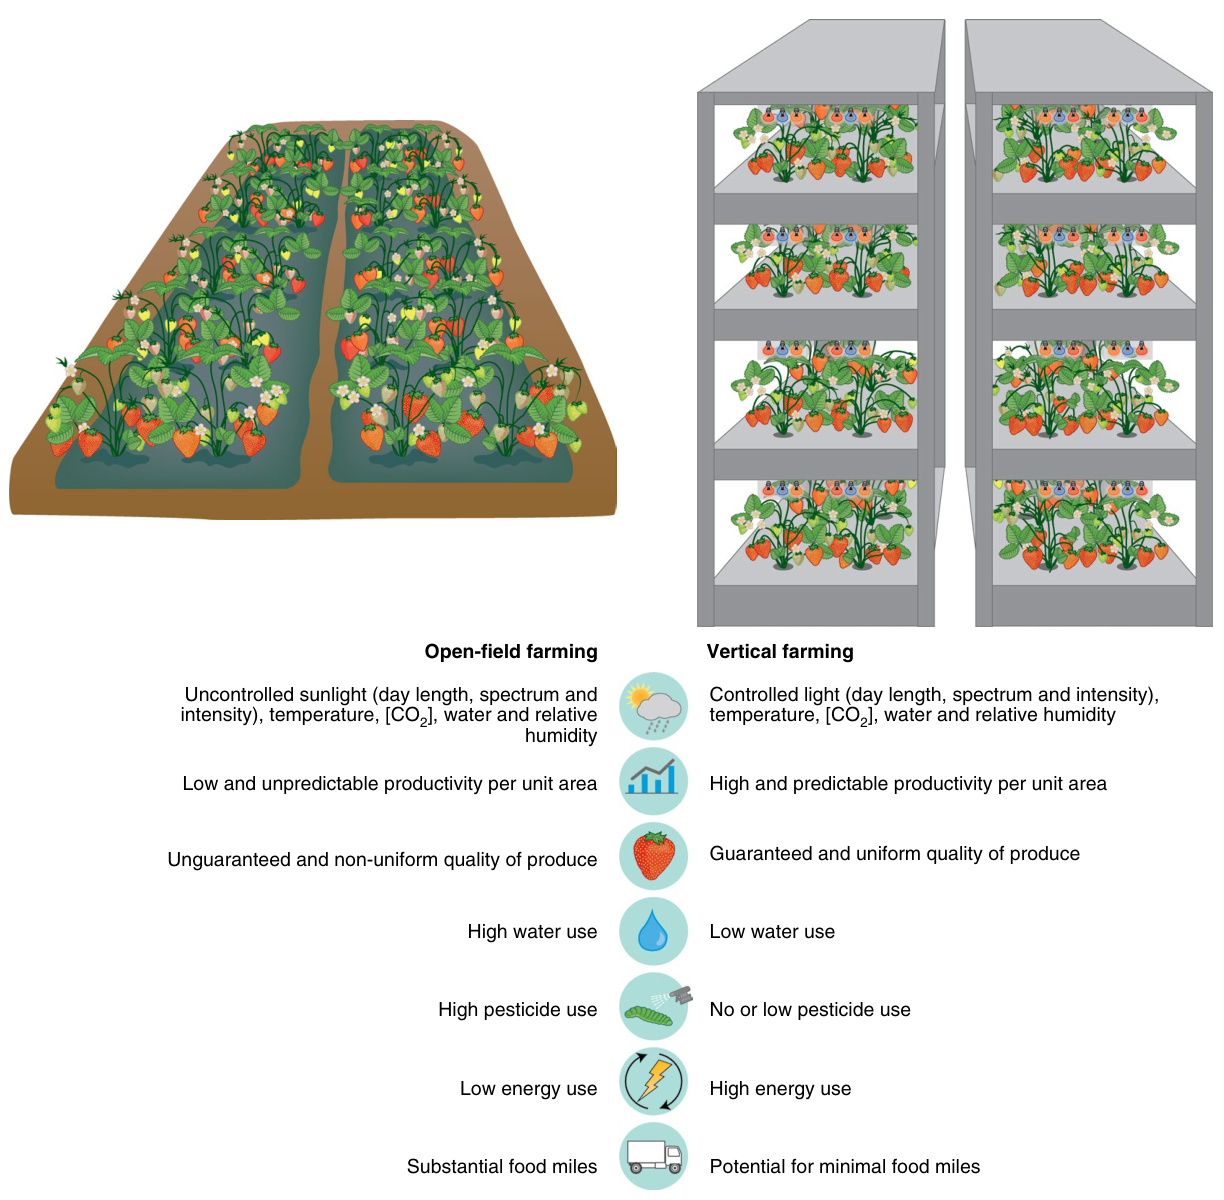 Open-field farming
Vertical farming
Uncontrolled sunlight (day length, spectrum and
intensity), temperature, [CO2], water and relative
humidity
Controlled light (day length, spectrum and intensity),
temperature, [CO2], water and relative humidity
Low and unpredictable productivity per unit area
High and predictable productivity per unit area
Unguaranteed and non-uniform quality of produce
Guaranteed and uniform quality of produce
High water use
Low water use
High pesticide use
No or low pesticide use
Low energy use
High energy use
Substantial food miles
Potential for minimal food miles